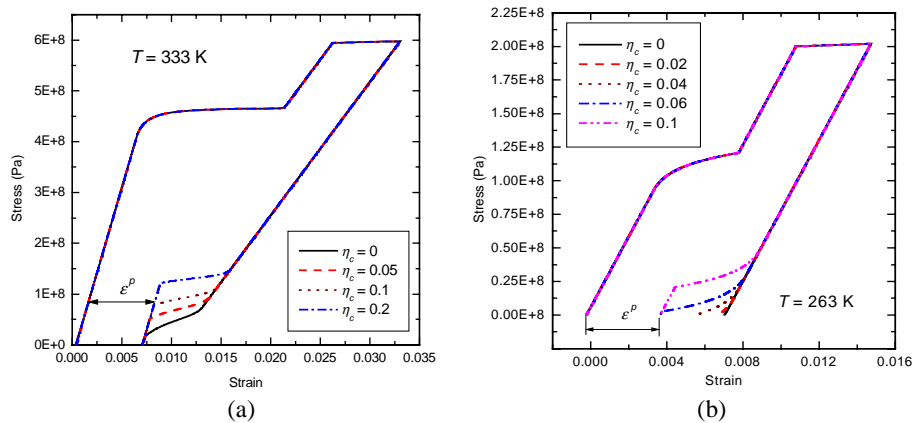 T = 333 K
6E+8
5E+8
4E+8
3E+8
2E+8
1E+8
0E+0
Stress (Pa)
η_c = 0
η_c = 0.05
η_c = 0.1
η_c = 0.2
ε^p
0.000 0.005 0.010 0.015 0.020 0.025 0.030 0.035
Strain
(a)
2.25E+8
2.00E+8
1.75E+8
1.50E+8
1.25E+8
1.00E+8
0.75E+8
0.50E+8
0.25E+8
0.00E+8
Stress (Pa)
η_c = 0
η_c = 0.02
η_c = 0.04
η_c = 0.06
η_c = 0.1
T = 263 K
ε^p
0.000 0.004 0.008 0.012 0.016
Strain
(b)